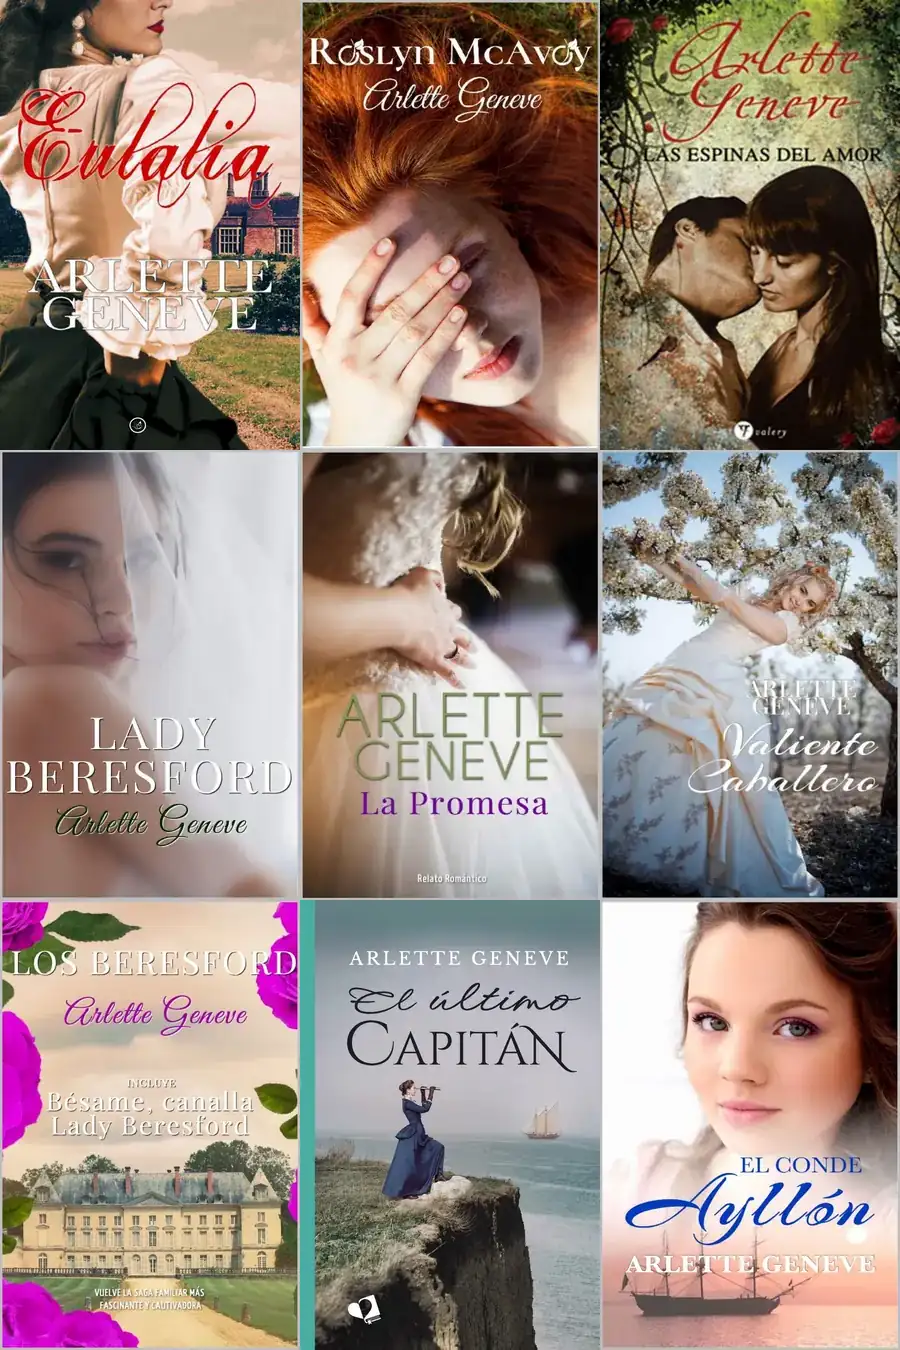 Eulalia
ARLETTE
GENEVE
Roslyn McAvoy
Arlette Geneve
Arlette
Geneve
LAS ESPINAS DEL AMOR
valery
LADY
BERESFORD
Arlette Geneve
ARLETTE
GENEVE
La Promesa
Relato Romántico
ARLETTE
GENEVE
Valiente
Caballero
LOS BERESFORD
Arlette Geneve
INCLUYE
Bésame, canalla
Lady Beresford
VUELVE LA SAGA FAMILIAR MÁS
FASCINANTE Y CAUTIVADORA
ARLETTE GENEVE
El último
CAPITÁN
EL CONDE
Ayllón
ARLETTE GENEVE